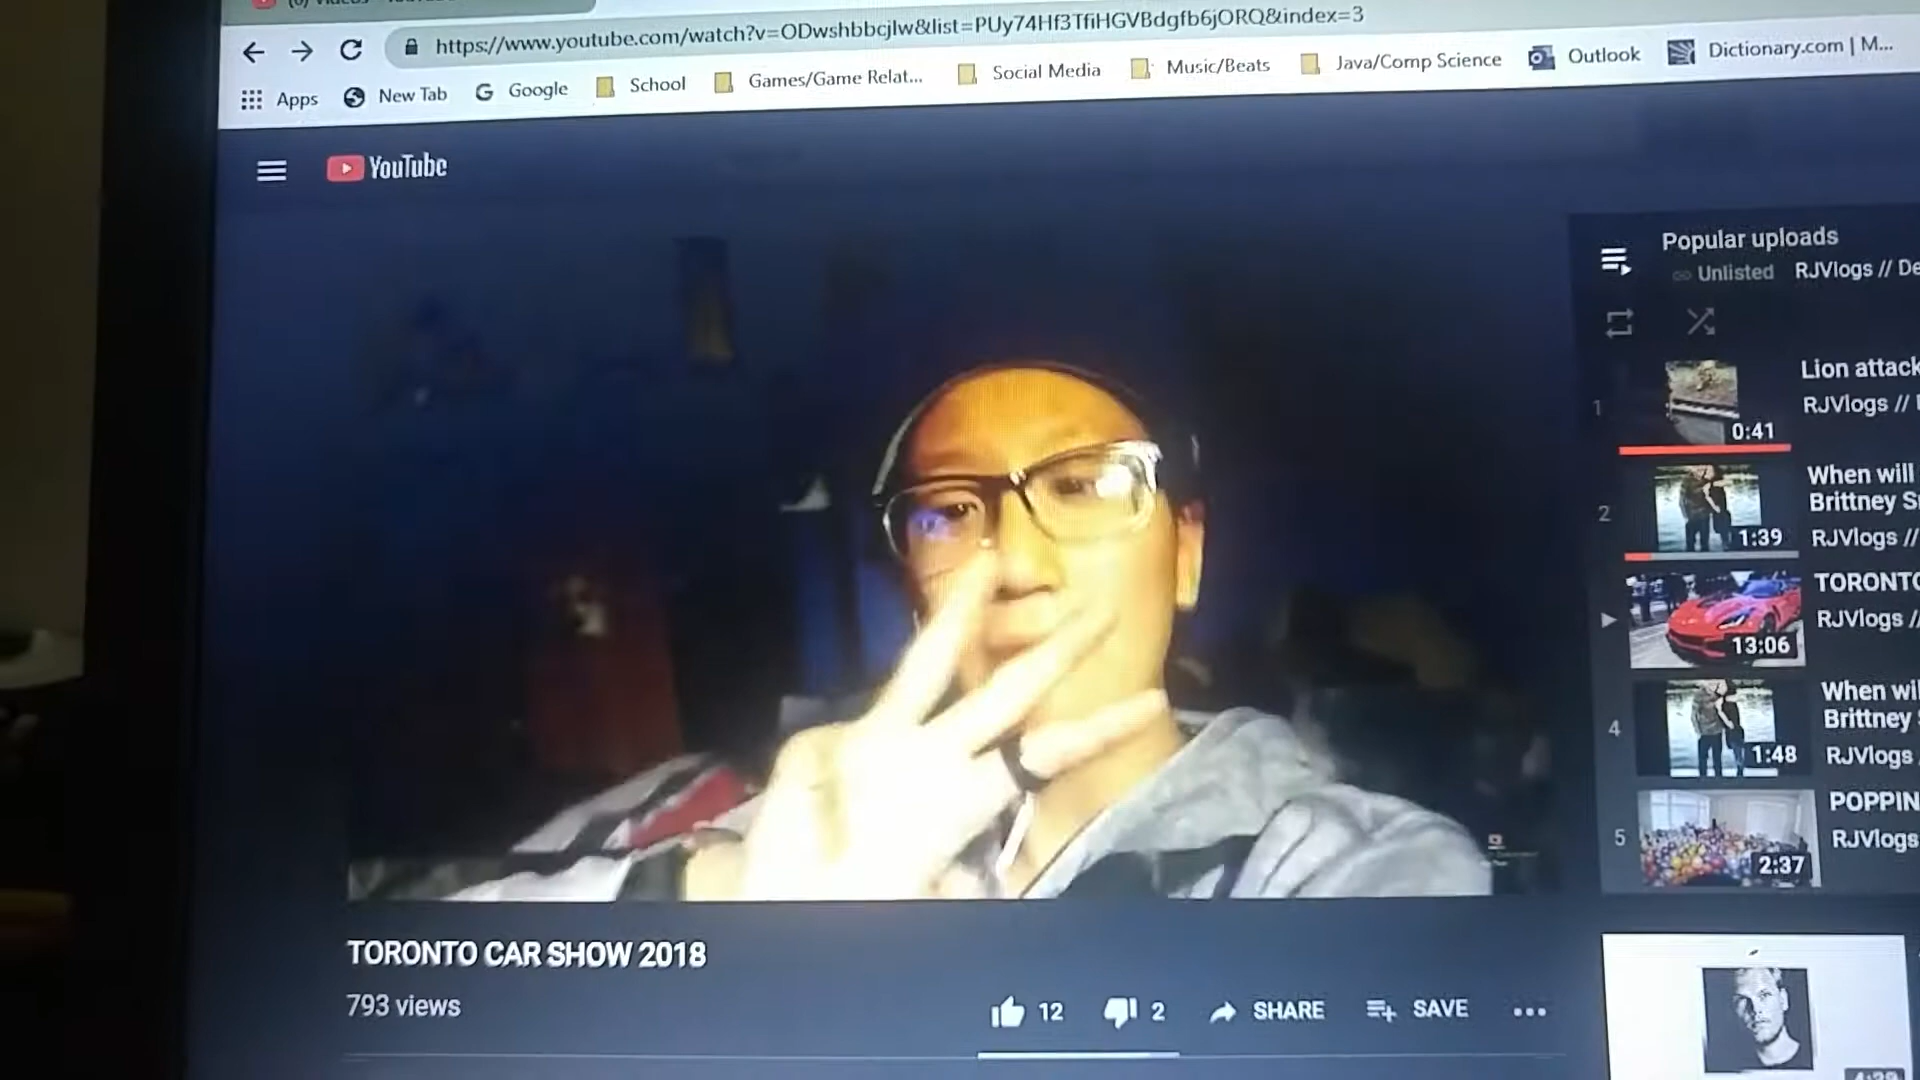 https://www.youtube.com/watch?v=ODwshbbcjlw&list=PUy74Hf3TfiHGVBdgfb6jORQ&index=3
Apps New Tab Google School Games/Game Relat... Social Media Music/Beats Java/Comp Science Outlook Dictionary.com | M...
YouTube
Popular uploads
Unlisted RJVlogs // De
1
0:41
Lion attack
RJVlogs //
2
1:39
When will
Brittney S
RJVlogs //
13:06
TORONTO
RJVlogs //
4
1:48
When wil
Brittney
RJVlogs
5
2:37
POPPIN
RJVlogs
TORONTO CAR SHOW 2018
793 views
12 2 SHARE SAVE